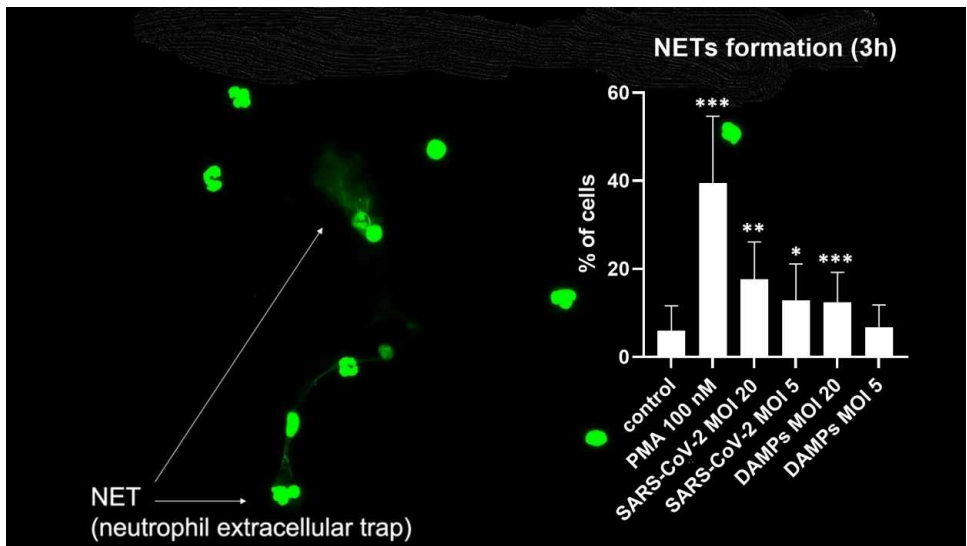 NETs formation (3h)
% of cells
60
40
20
0
***
**
*
***
control
PMA 100 nM
SARS-CoV-2 MOI 20
SARS-CoV-2 MOI 5
DAMPs MOI 20
DAMPs MOI 5
NET
(neutrophil extracellular trap)